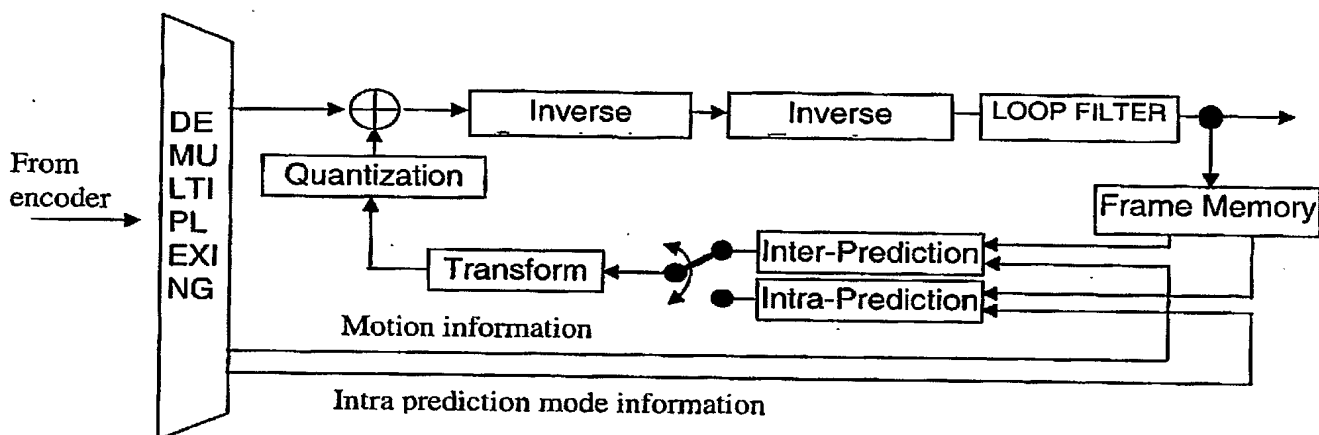 From
encoder
DE
MU
LTI
PL
EXI
NG
Inverse
Inverse
LOOP FILTER
Quantization
Frame Memory
Transform
Inter-Prediction
Intra-Prediction
Motion information
Intra prediction mode information